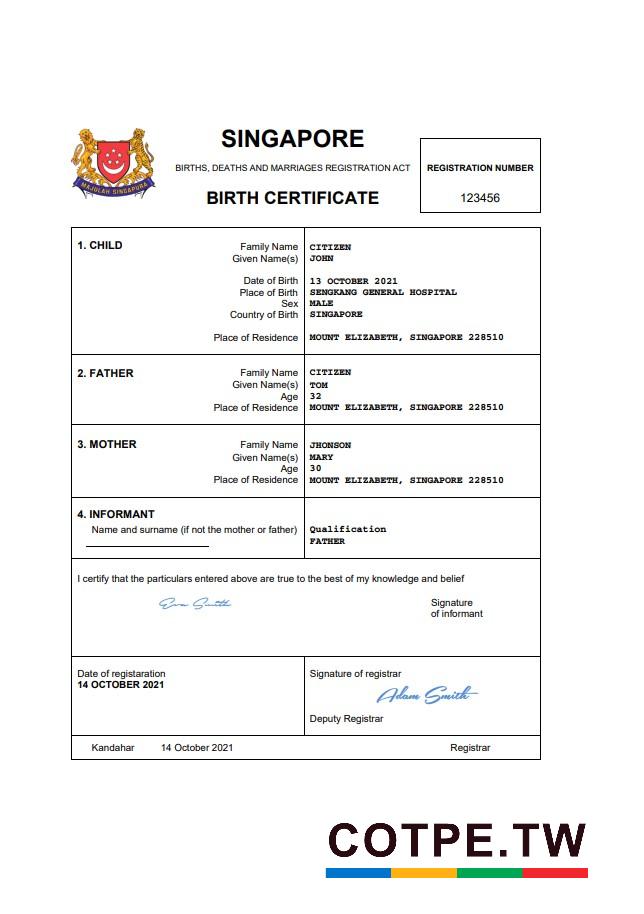 SINGAPORE
BIRTHS, DEATHS AND MARRIAGES REGISTRATION ACT
BIRTH CERTIFICATE
REGISTRATION NUMBER
123456
MAJULAH SINGAPURA
1. CHILD
Family Name CITIZEN
Given Name(s) JOHN
Date of Birth 13 OCTOBER 2021
Place of Birth SENGKANG GENERAL HOSPITAL
Sex MALE
Country of Birth SINGAPORE
Place of Residence MOUNT ELIZABETH, SINGAPORE 228510
2. FATHER
Family Name CITIZEN
Given Name(s) TOM
Age 32
Place of Residence MOUNT ELIZABETH, SINGAPORE 228510
3. MOTHER
Family Name JHONSON
Given Name(s) MARY
Age 30
Place of Residence MOUNT ELIZABETH, SINGAPORE 228510
4. INFORMANT
Name and surname (if not the mother or father) Qualification
FATHER
I certify that the particulars entered above are true to the best of my knowledge and belief
Eva Smith
Signature
of informant
Date of registaration
14 OCTOBER 2021
Signature of registrar
Adam Smith
Deputy Registrar
Kandahar 14 October 2021 Registrar
COTPE.TW